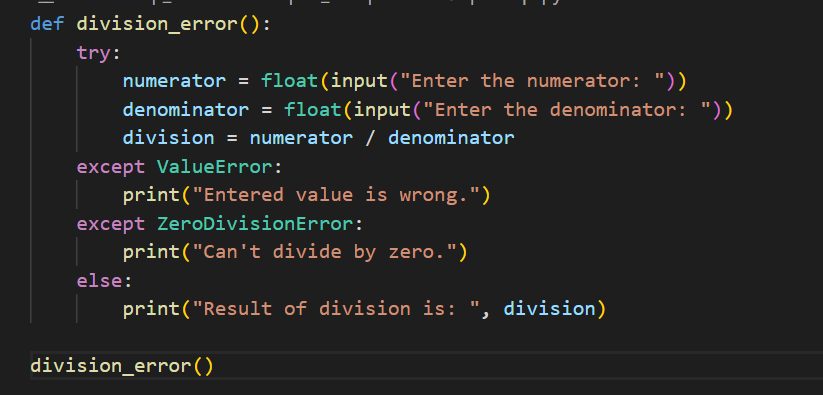 def division_error():
    try:
        numerator = float(input("Enter the numerator: "))
        denominator = float(input("Enter the denominator: "))
        division = numerator / denominator
    except ValueError:
        print("Entered value is wrong.")
    except ZeroDivisionError:
        print("Can't divide by zero.")
    else:
        print("Result of division is: ", division)
division_error()